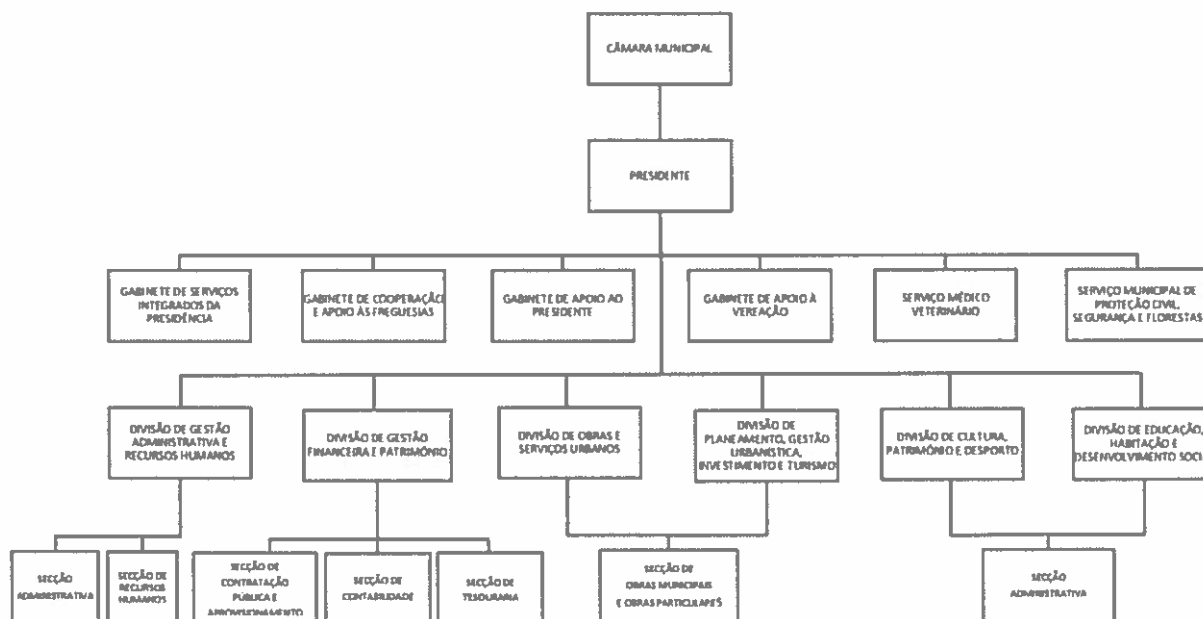 CÂMARA MUNICIPAL
PRESIDENTE
GABINETE DE SERVIÇOS
INTEGRADOS DA
PRESIDÊNCIA
GABINETE DE COOPERAÇÃO
E APOIO ÀS FREGUESIAS
GABINETE DE APOIO AO
PRESIDENTE
GABINETE DE APOIO À
VEREAÇÃO
SERVIÇO MÉDICO
VETERINÁRIO
SERVIÇO MUNICIPAL DE
PROTEÇÃO CIVIL,
SEGURANÇA E FLORESTAS
DIVISÃO DE GESTÃO
ADMINISTRATIVA E
RECURSOS HUMANOS
DIVISÃO DE GESTÃO
FINANCEIRA E PATRIMÓNIO
DIVISÃO DE OBRAS E
SERVIÇOS URBANOS
DIVISÃO DE
PLANEAMENTO, GESTÃO
URBANÍSTICA,
INVESTIMENTO E TURISMO
DIVISÃO DE CULTURA,
PATRIMÓNIO E DESPORTO
DIVISÃO DE EDUCAÇÃO,
HABITAÇÃO E
DESENVOLVIMENTO SOCI
SECÇÃO
ADMINISTRATIVA
SECÇÃO DE
RECURSOS
HUMANOS
SECÇÃO DE
CONTRATAÇÃO
PÚBLICA E
APROVISIONAMENTO
SECÇÃO DE
CONTABILIDADE
SECÇÃO DE
TESOURARIA
SECÇÃO DE
OBRAS MUNICIPAIS
E OBRAS PARTICULARES
SECÇÃO
ADMINISTRATIVA